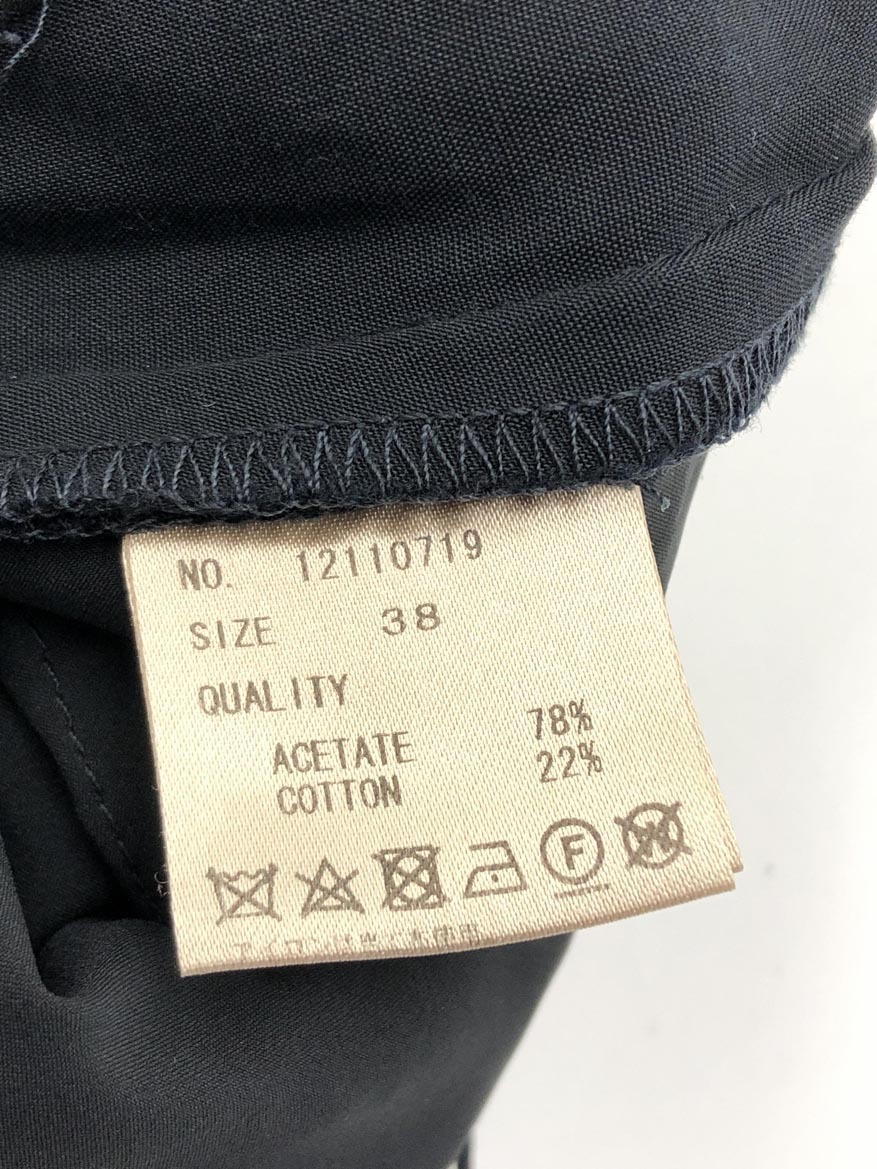 NO. 12110719
SIZE 38
QUALITY
ACETATE 78%
COTTON 22%
F W